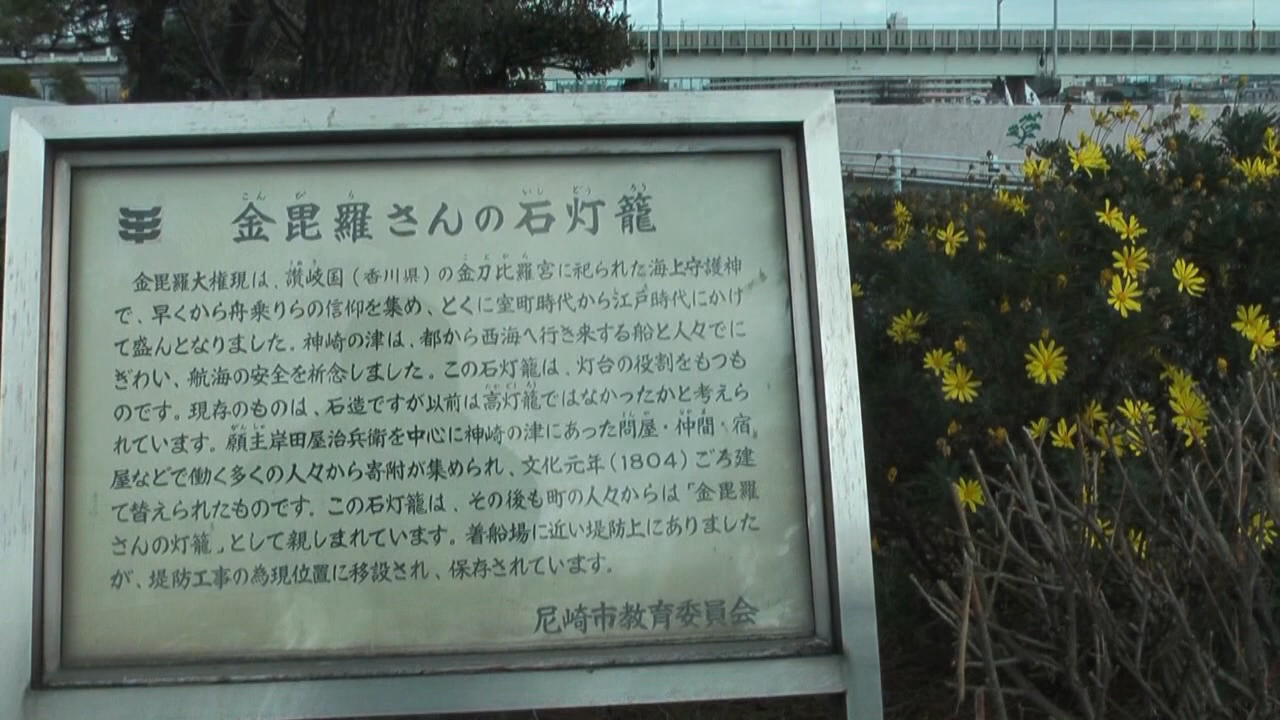 金毘羅さんの石灯籠
金毘羅大権現は、讃岐国(香川県)の金刀比羅宮に祀られた海上守護神
で、早くから舟乗りらの信仰を集め、とくに室町時代から江戸時代にかけ
て盛んとなりました。神崎の津は、都から西海へ行き来する船と人々でに
ぎわい、航海の安全を祈念しました。この石灯籠は、灯台の役割をもつも
のです。現存のものは、石造ですが以前は高灯籠ではなかったかと考えら
れています。願主岸田屋治兵衛を中心に神崎の津にあった問屋・仲間・宿
屋などで働く多くの人々から寄附が集められ、文化元年(1804)ごろ建
て替えられたものです。この石灯籠は、その後も町の人々からは「金毘羅
さんの灯籠」として親しまれています。着船場に近い堤防上にありました
が、堤防工事の為現位置に移設され、保存されています。
尼崎市教育委員会